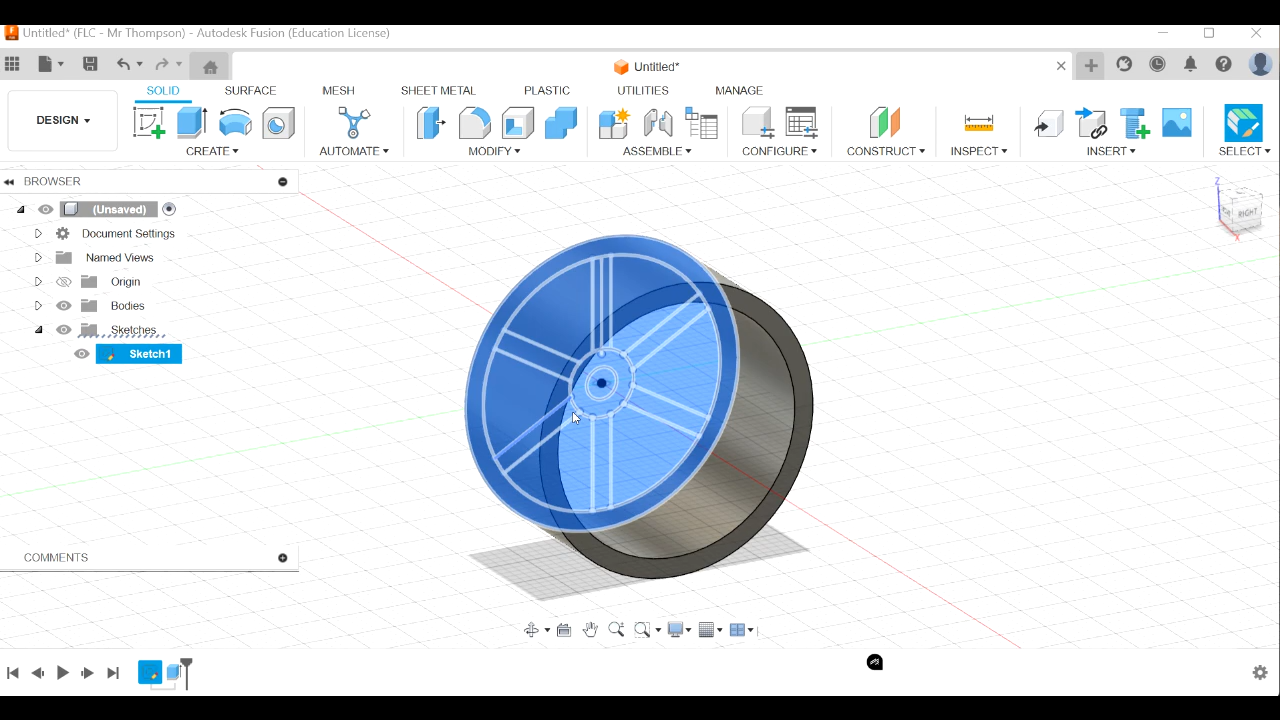 Untitled* (FLC - Mr Thompson) - Autodesk Fusion (Education License)
Untitled*
SOLID SURFACE MESH SHEET METAL PLASTIC UTILITIES MANAGE
DESIGN
CREATE AUTOMATE MODIFY ASSEMBLE CONFIGURE CONSTRUCT INSPECT INSERT SELECT
BROWSER
(Unsaved)
Document Settings
Named Views
Origin
Bodies
Sketches
Sketch1
Z
RIGHT
X
COMMENTS